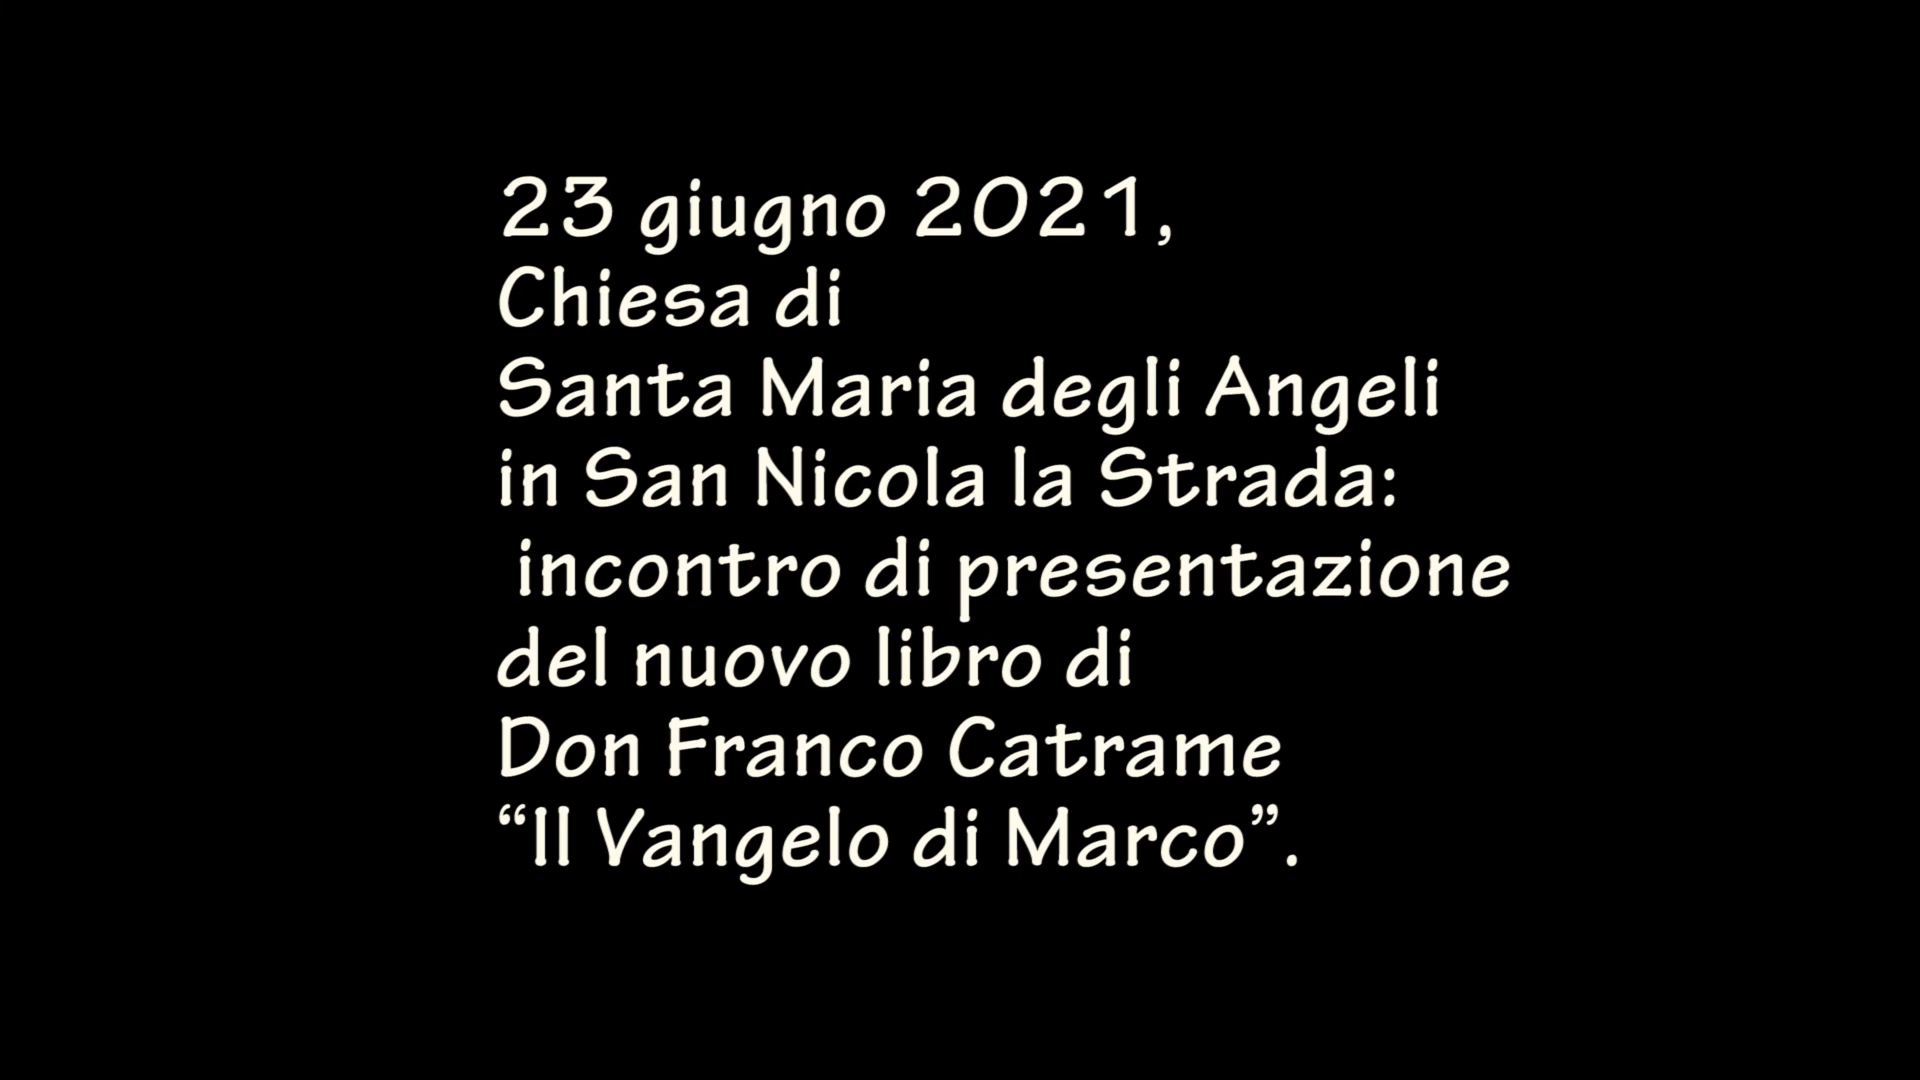 23 giugno 2021,
Chiesa di
Santa Maria degli Angeli
in San Nicola la Strada:
incontro di presentazione
del nuovo libro di
Don Franco Catrame
“Il Vangelo di Marco”.